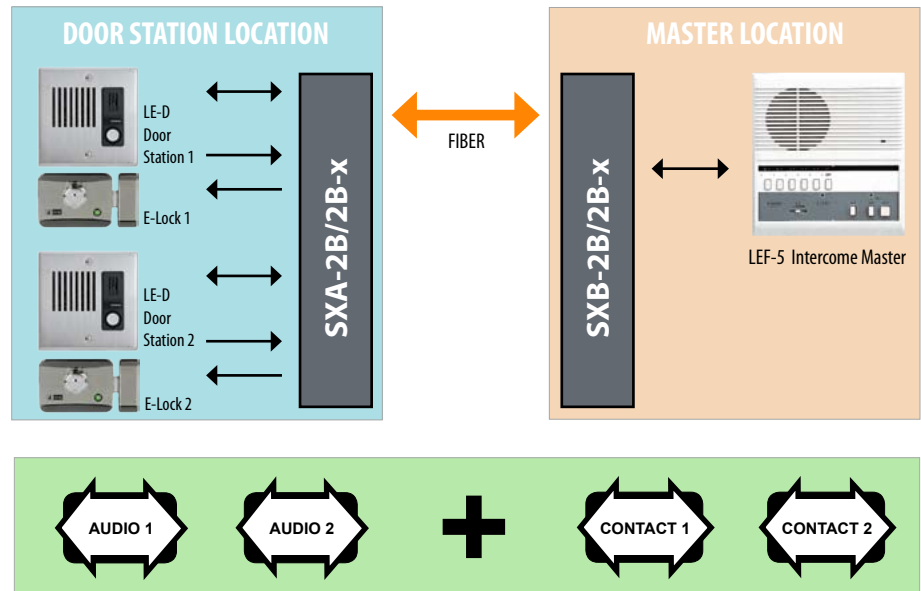 DOOR STATION LOCATION
LE-D
Door
Station 1
E-Lock 1
LE-D
Door
Station 2
E-Lock 2
SXA-2B/2B-x
FIBER
MASTER LOCATION
SXB-2B/2B-x
LEF-5 Intercome Master
AUDIO 1
AUDIO 2
CONTACT 1
CONTACT 2